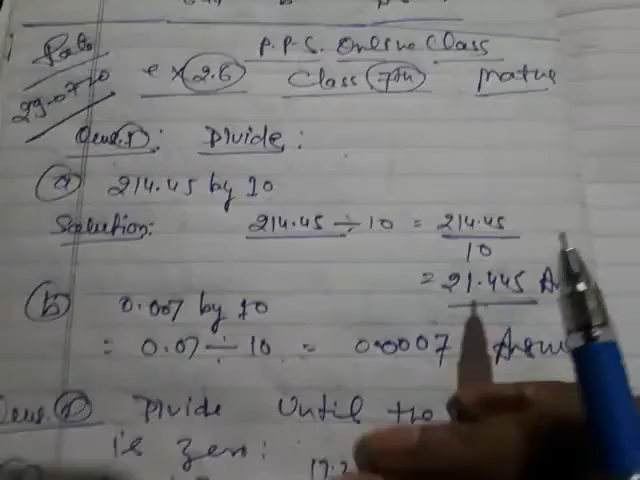 P.P.S. Online Class
Date
29-07-20
ex 2.6 Class 7th Maths
Ques.1: Divide:
(a) 214.45 by 10
Solution: 214.45 ÷ 10 = 214.45
10
= 21.445
(b) 0.007 by 10
= 0.07 ÷ 10 = 0.0007
Divide Until the
is zero: